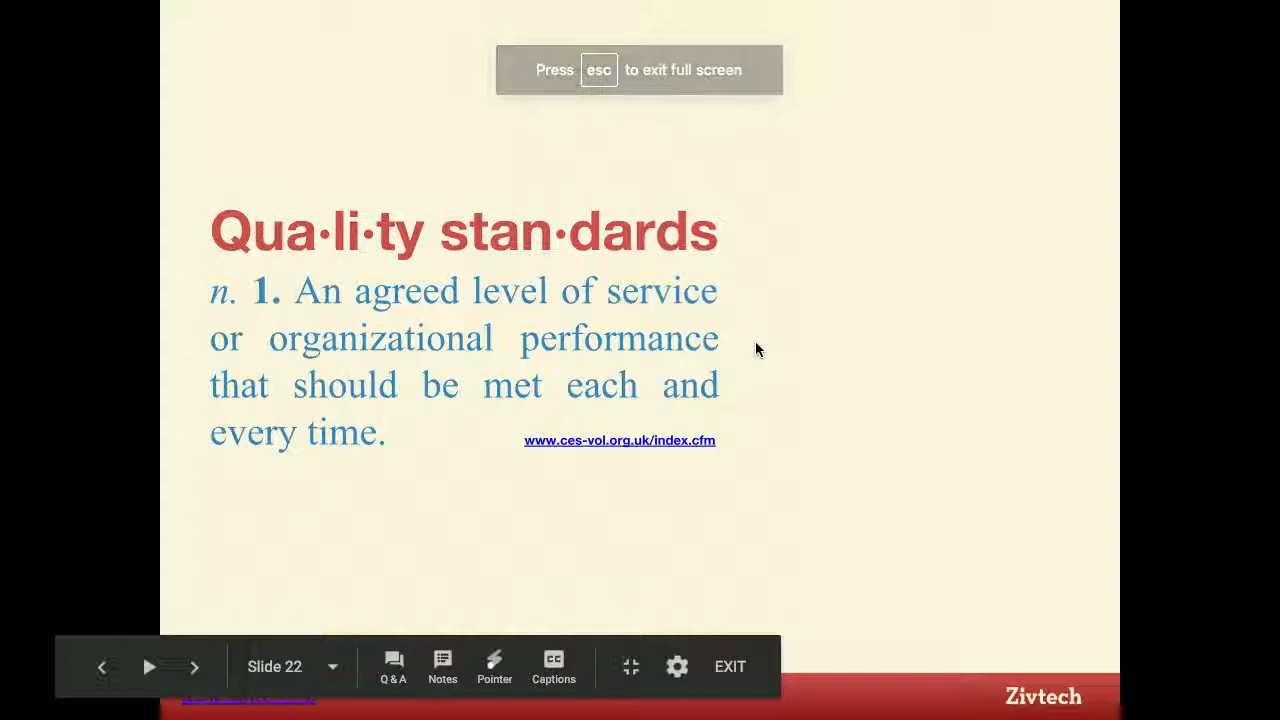 Press esc to exit full screen
Qua·li·ty stan·dards
n. 1. An agreed level of service
or organizational performance
that should be met each and
every time.
www.ces-vol.org.uk/index.cfm
Slide 22
Q & A
Notes
Pointer
CC
Captions
EXIT
Zivtech